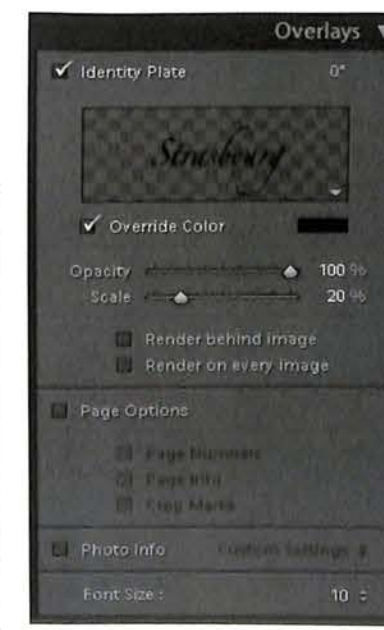 Overlays
Identity Plate 0°
Strasbourg
Override Color
Opacity 100 %
Scale 20 %
Render behind image
Render on every image
Page Options
Page Numbers
Page Info
Crop Marks
Photo Info Custom Settings
Font Size : 10